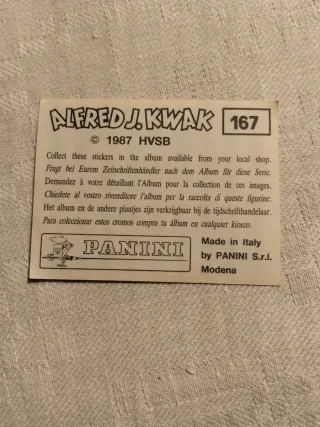 ALFRED J. KWAK
167
© 1987 HVSB
Collect these stickers in the album available from your local shop.
Fragt bei Eurem Zeitschriftenhändler nach dem Album für diese Serie.
Demandez à votre détaillant l'Album pour la collection de ces images.
Chiedete al vostro rivenditore l'album per la raccolta di queste figurine.
Het album en de andere plaatjes zijn verkrijgbaar bij de tijdschrifthandelaar.
Para coleccionar estos cromos compra tu álbum en cualquier kiosco.
PANINI
Made in Italy
by PANINI S.r.l.
Modena